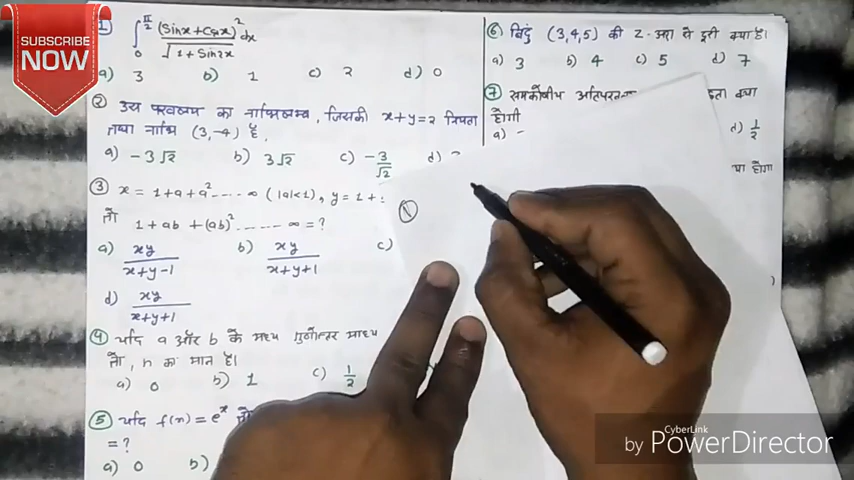 SUBSCRIBE
NOW
1 ∫₀^(π/2) (Sinx+Cosx)² dx / √(1+Sin2x)
a) 3 b) 1 c) 2 d) 0
② उस परवलय का नाभिलम्ब, जिसकी x+y=2 नियता
तथा नाभि (3,-4) है.
a) -3√2 b) 3√2 c) -3/√2 d)
③ x = 1+a+a² ..... ∞ (|a|<1), y = 1+
तो 1+ab+(ab)² ...... ∞ = ?
a) xy/(x+y-1) b) xy/(x+y+1) c)
d) xy/(x+y+1)
④ यदि a और b के मध्य गुणोत्तर माध्य
तो, n का मान है।
a) 0 b) 1 c) 1/2
⑤ यदि f(n) = eˣ तो
= ?
a) 0 b)
⑥ बिंदु (3,4,5) की z-अक्ष से दूरी क्या है।
a) 3 b) 4 c) 5 d) 7
⑦ समकोणीय क्या
होगी
a) d) 1/2
होगा
①
CyberLink
by PowerDirector